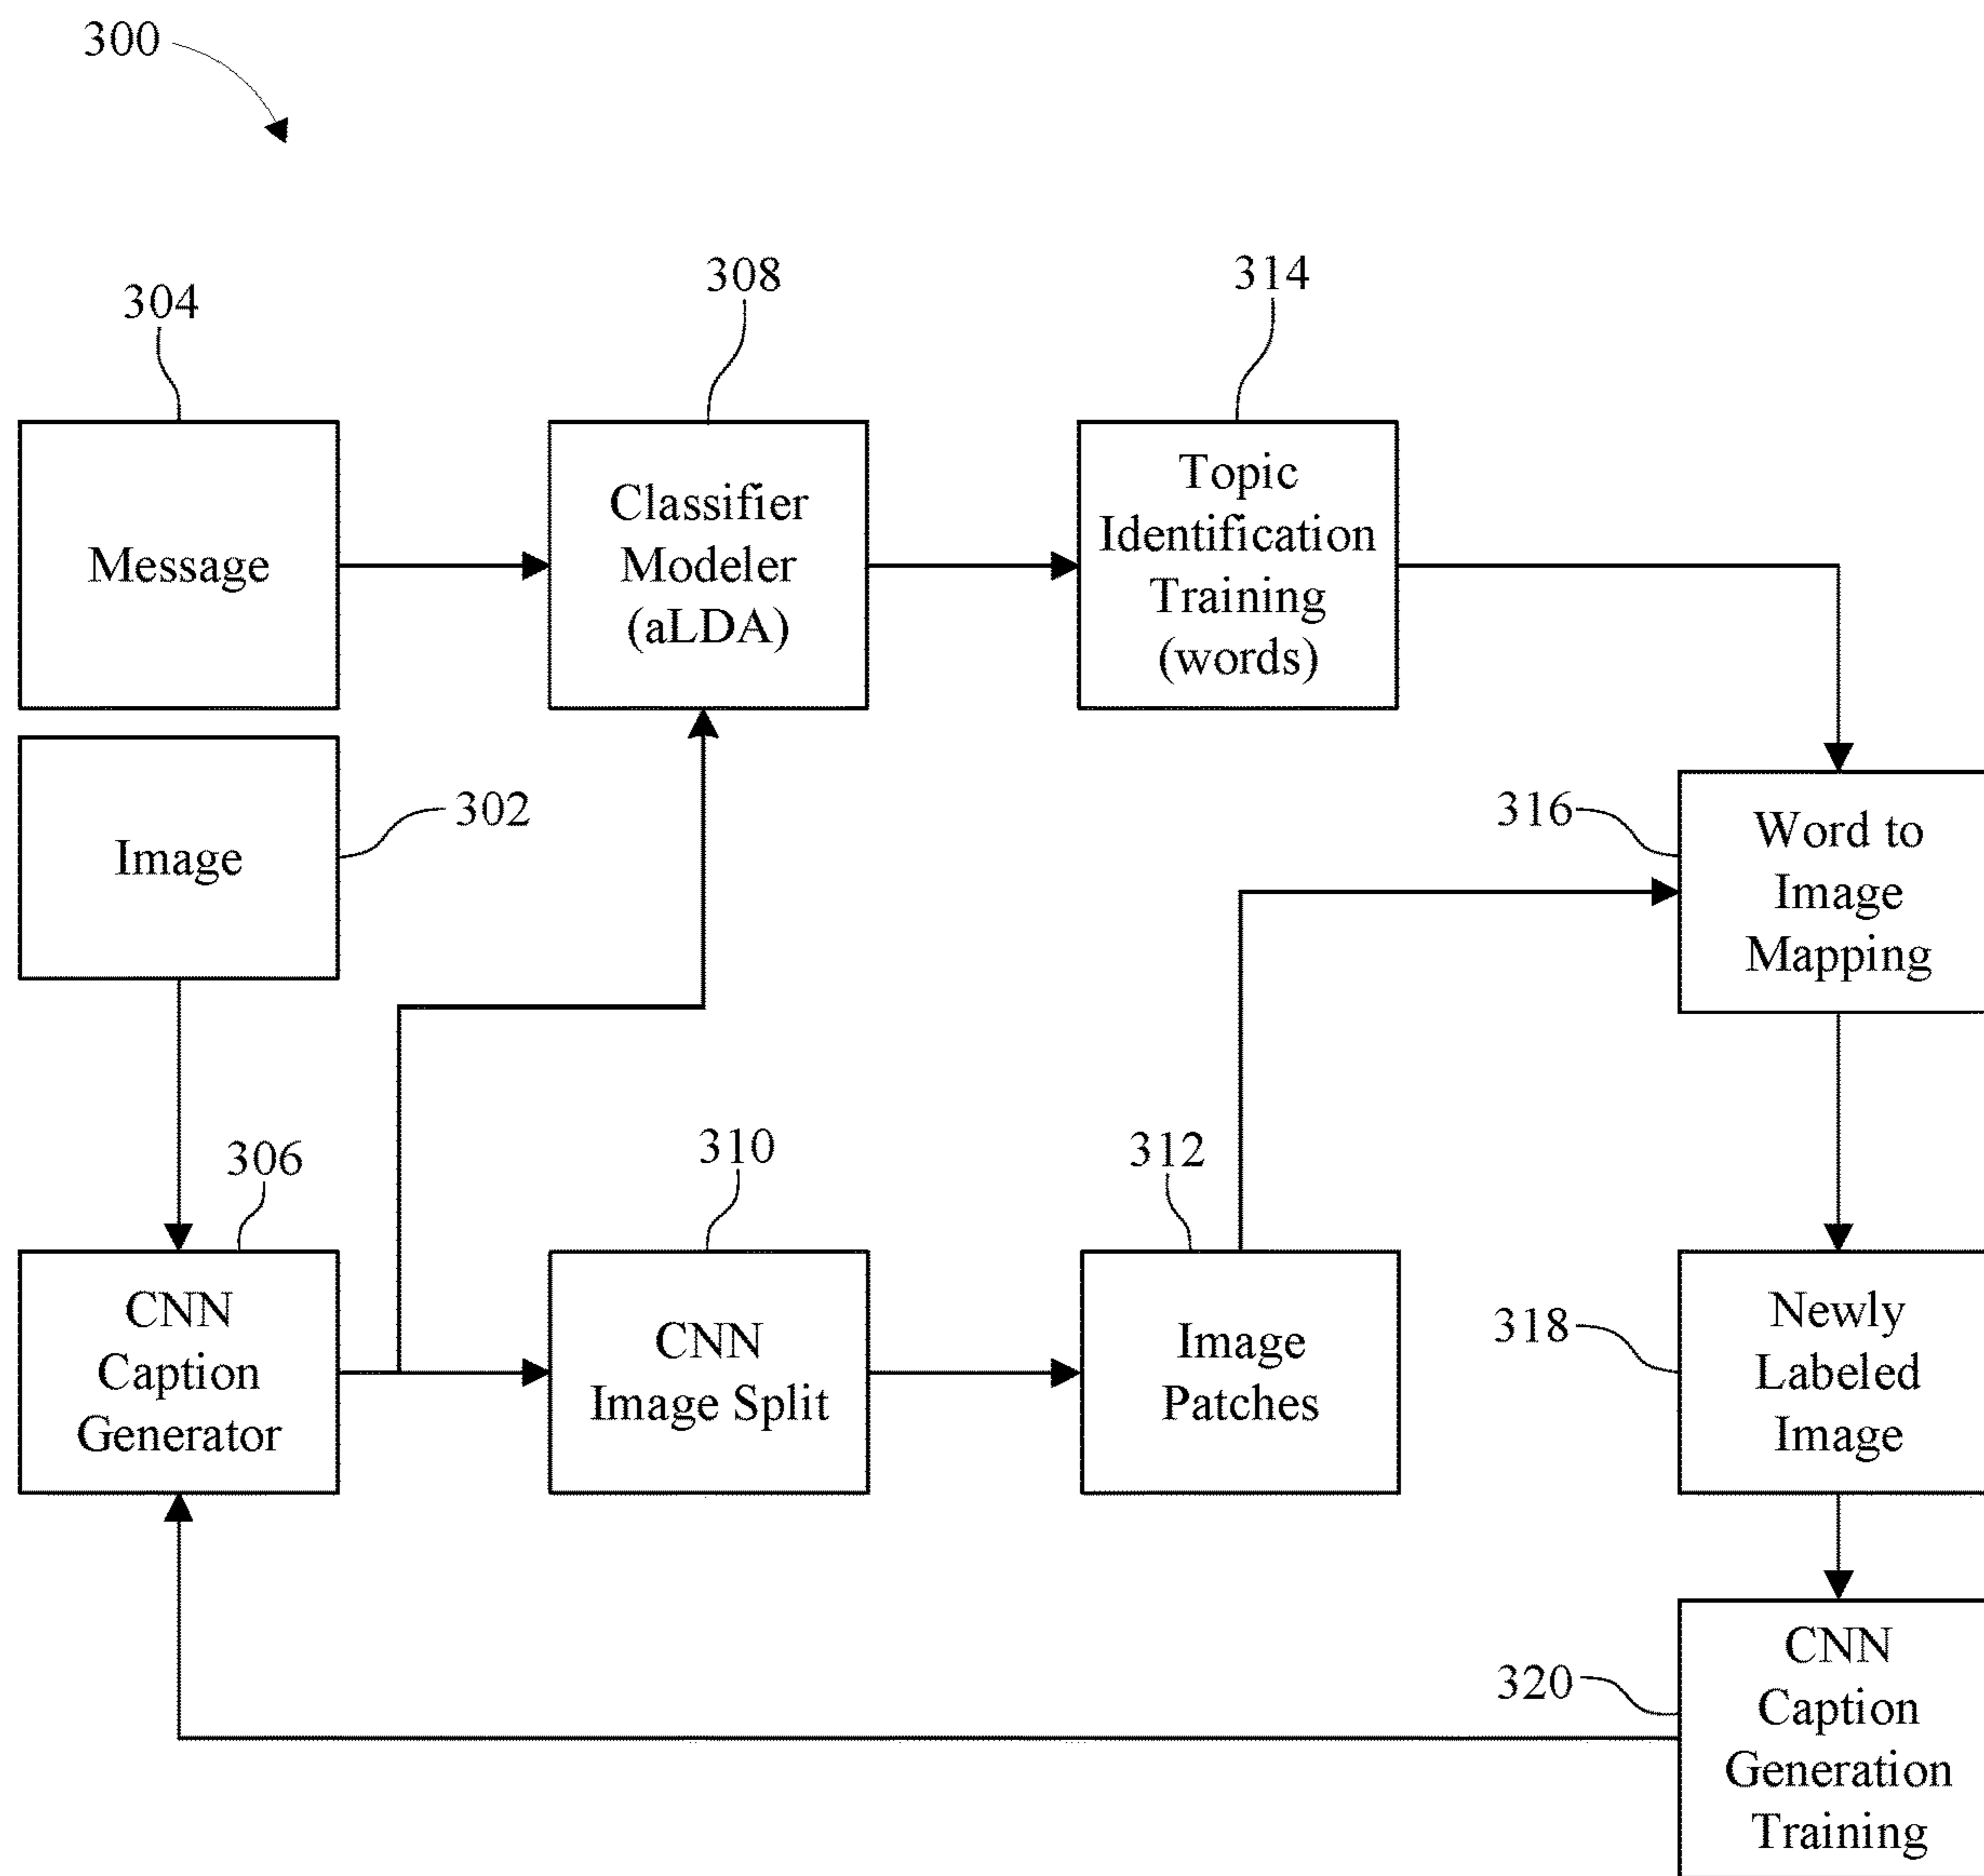 300
304
308
314
Message
Classifier
Modeler
(aLDA)
Topic
Identification
Training
(words)
Image
302
316
Word to
Image
Mapping
306
310
312
CNN
Caption
Generator
CNN
Image Split
Image
Patches
318
Newly
Labeled
Image
320
CNN
Caption
Generation
Training